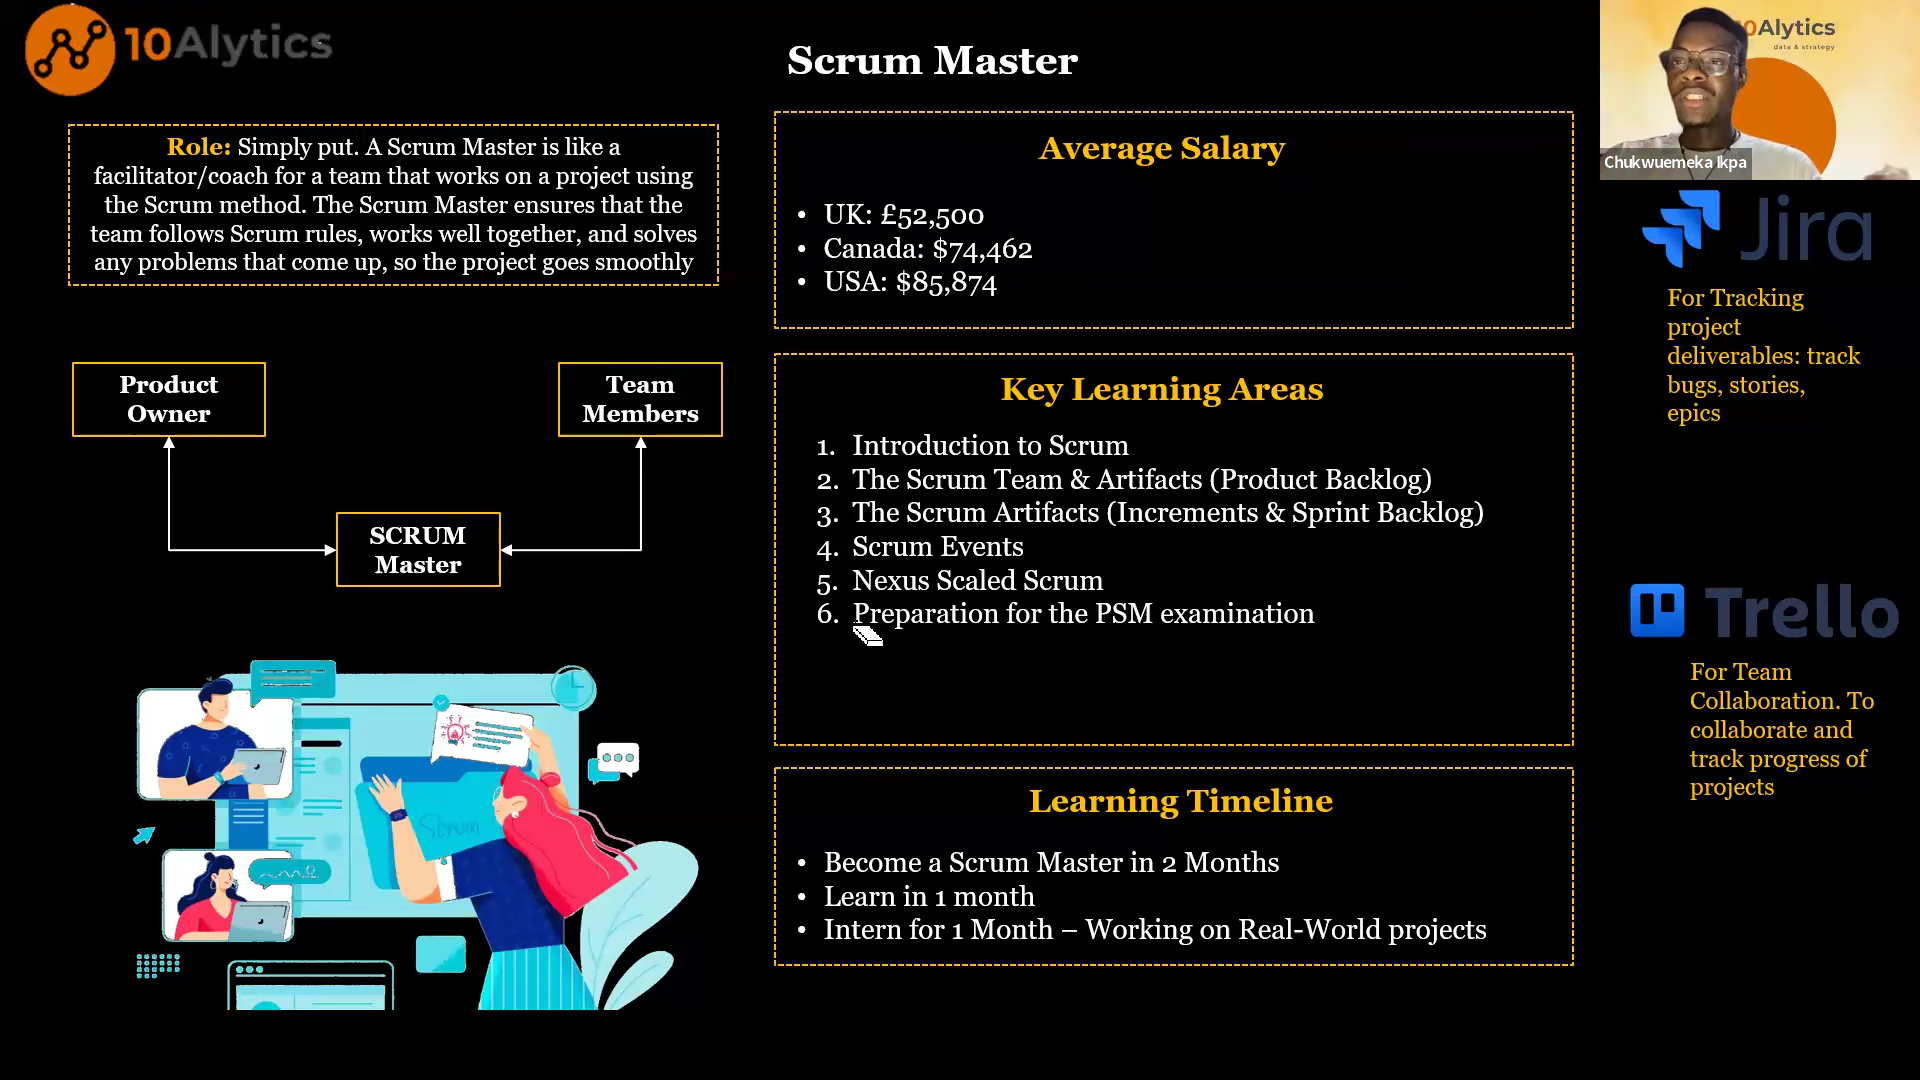 10Alytics
Scrum Master
Role: Simply put. A Scrum Master is like a
facilitator/coach for a team that works on a project using
the Scrum method. The Scrum Master ensures that the
team follows Scrum rules, works well together, and solves
any problems that come up, so the project goes smoothly
Product
Owner
Team
Members
SCRUM
Master
Scrum
Average Salary
• UK: £52,500
• Canada: $74,462
• USA: $85,874
Key Learning Areas
1. Introduction to Scrum
2. The Scrum Team & Artifacts (Product Backlog)
3. The Scrum Artifacts (Increments & Sprint Backlog)
4. Scrum Events
5. Nexus Scaled Scrum
6. Preparation for the PSM examination
Learning Timeline
• Become a Scrum Master in 2 Months
• Learn in 1 month
• Intern for 1 Month – Working on Real-World projects
10Alytics
data & strategy
Chukwuemeka Ikpa
Jira
For Tracking
project
deliverables: track
bugs, stories,
epics
Trello
For Team
Collaboration. To
collaborate and
track progress of
projects